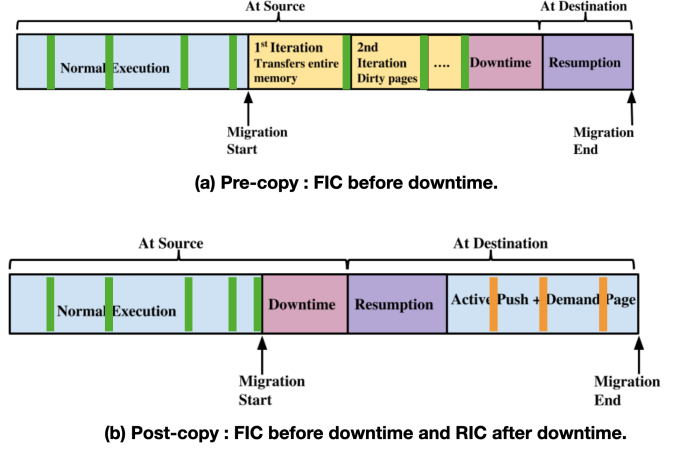 At Source
At Destination
Normal Execution
1st Iteration
Transfers entire
memory
2nd
Iteration
Dirty pages
....
Downtime
Resumption
Migration
Start
Migration
End
(a) Pre-copy : FIC before downtime.
At Source
At Destination
Normal Execution
Downtime
Resumption
Active Push + Demand Page
Migration
Start
Migration
End
(b) Post-copy : FIC before downtime and RIC after downtime.